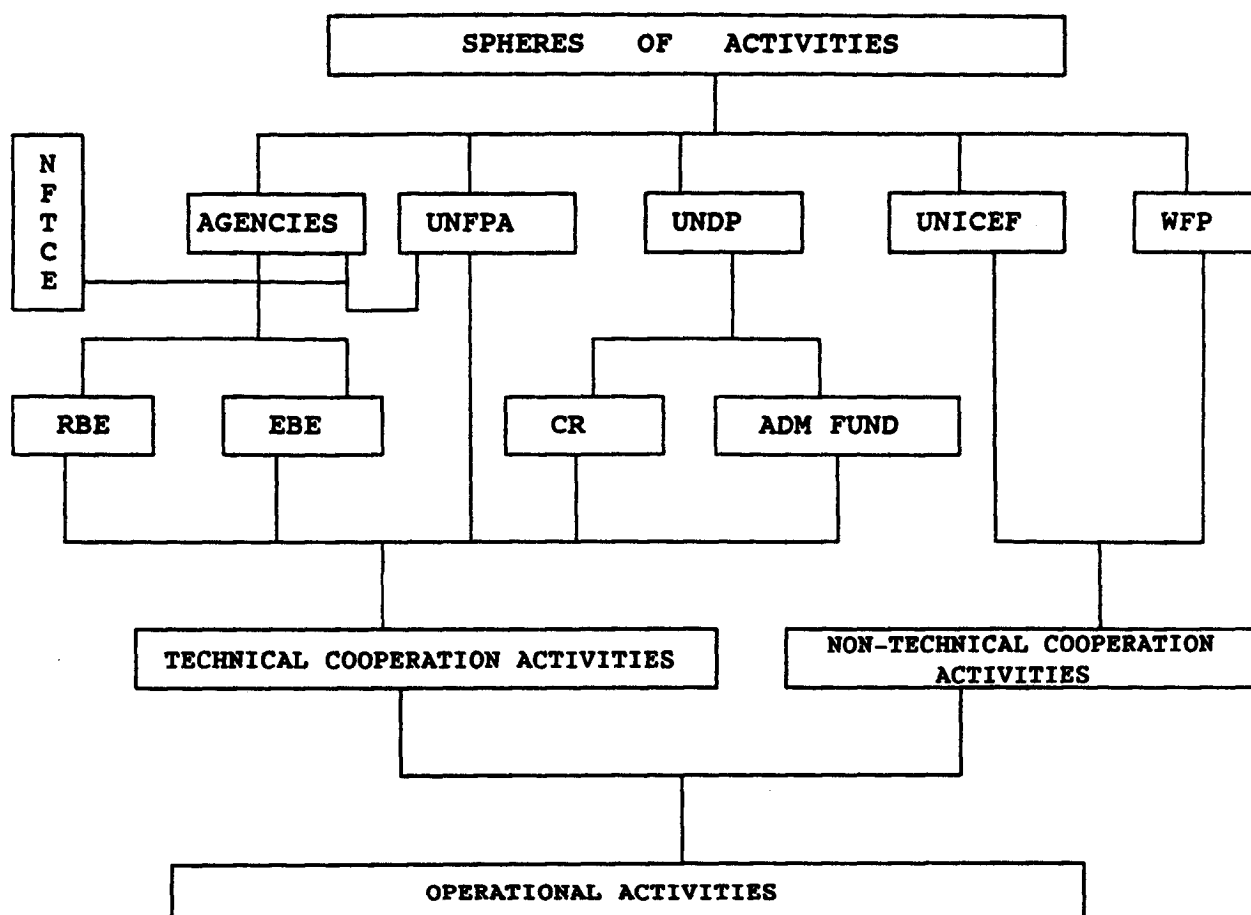 SPHERES OF ACTIVITIES
N
F
T
C
E
AGENCIES
UNFPA
UNDP
UNICEF
WFP
RBE
EBE
CR
ADM FUND
TECHNICAL COOPERATION ACTIVITIES
NON-TECHNICAL COOPERATION
ACTIVITIES
OPERATIONAL ACTIVITIES